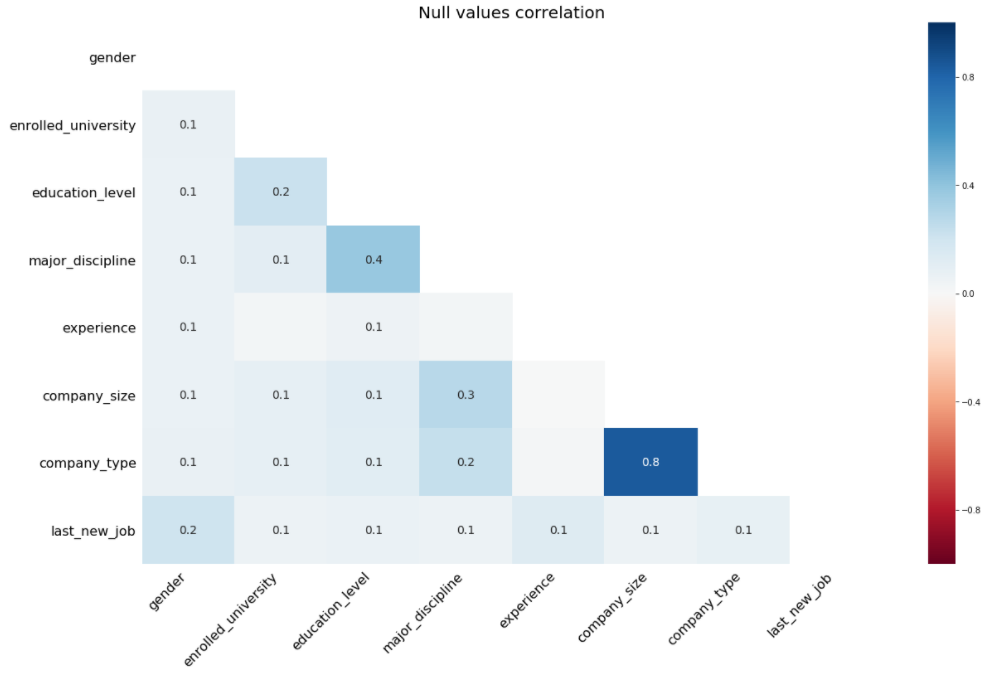 Null values correlation
gender
enrolled_university 0.1
education_level 0.1 0.2
major_discipline 0.1 0.1 0.4
experience 0.1 0.1
company_size 0.1 0.1 0.1 0.3
company_type 0.1 0.1 0.1 0.2 0.8
last_new_job 0.2 0.1 0.1 0.1 0.1 0.1 0.1
gender enrolled_university education_level major_discipline experience company_size company_type last_new_job
0.8
0.4
0.0
−0.4
−0.8